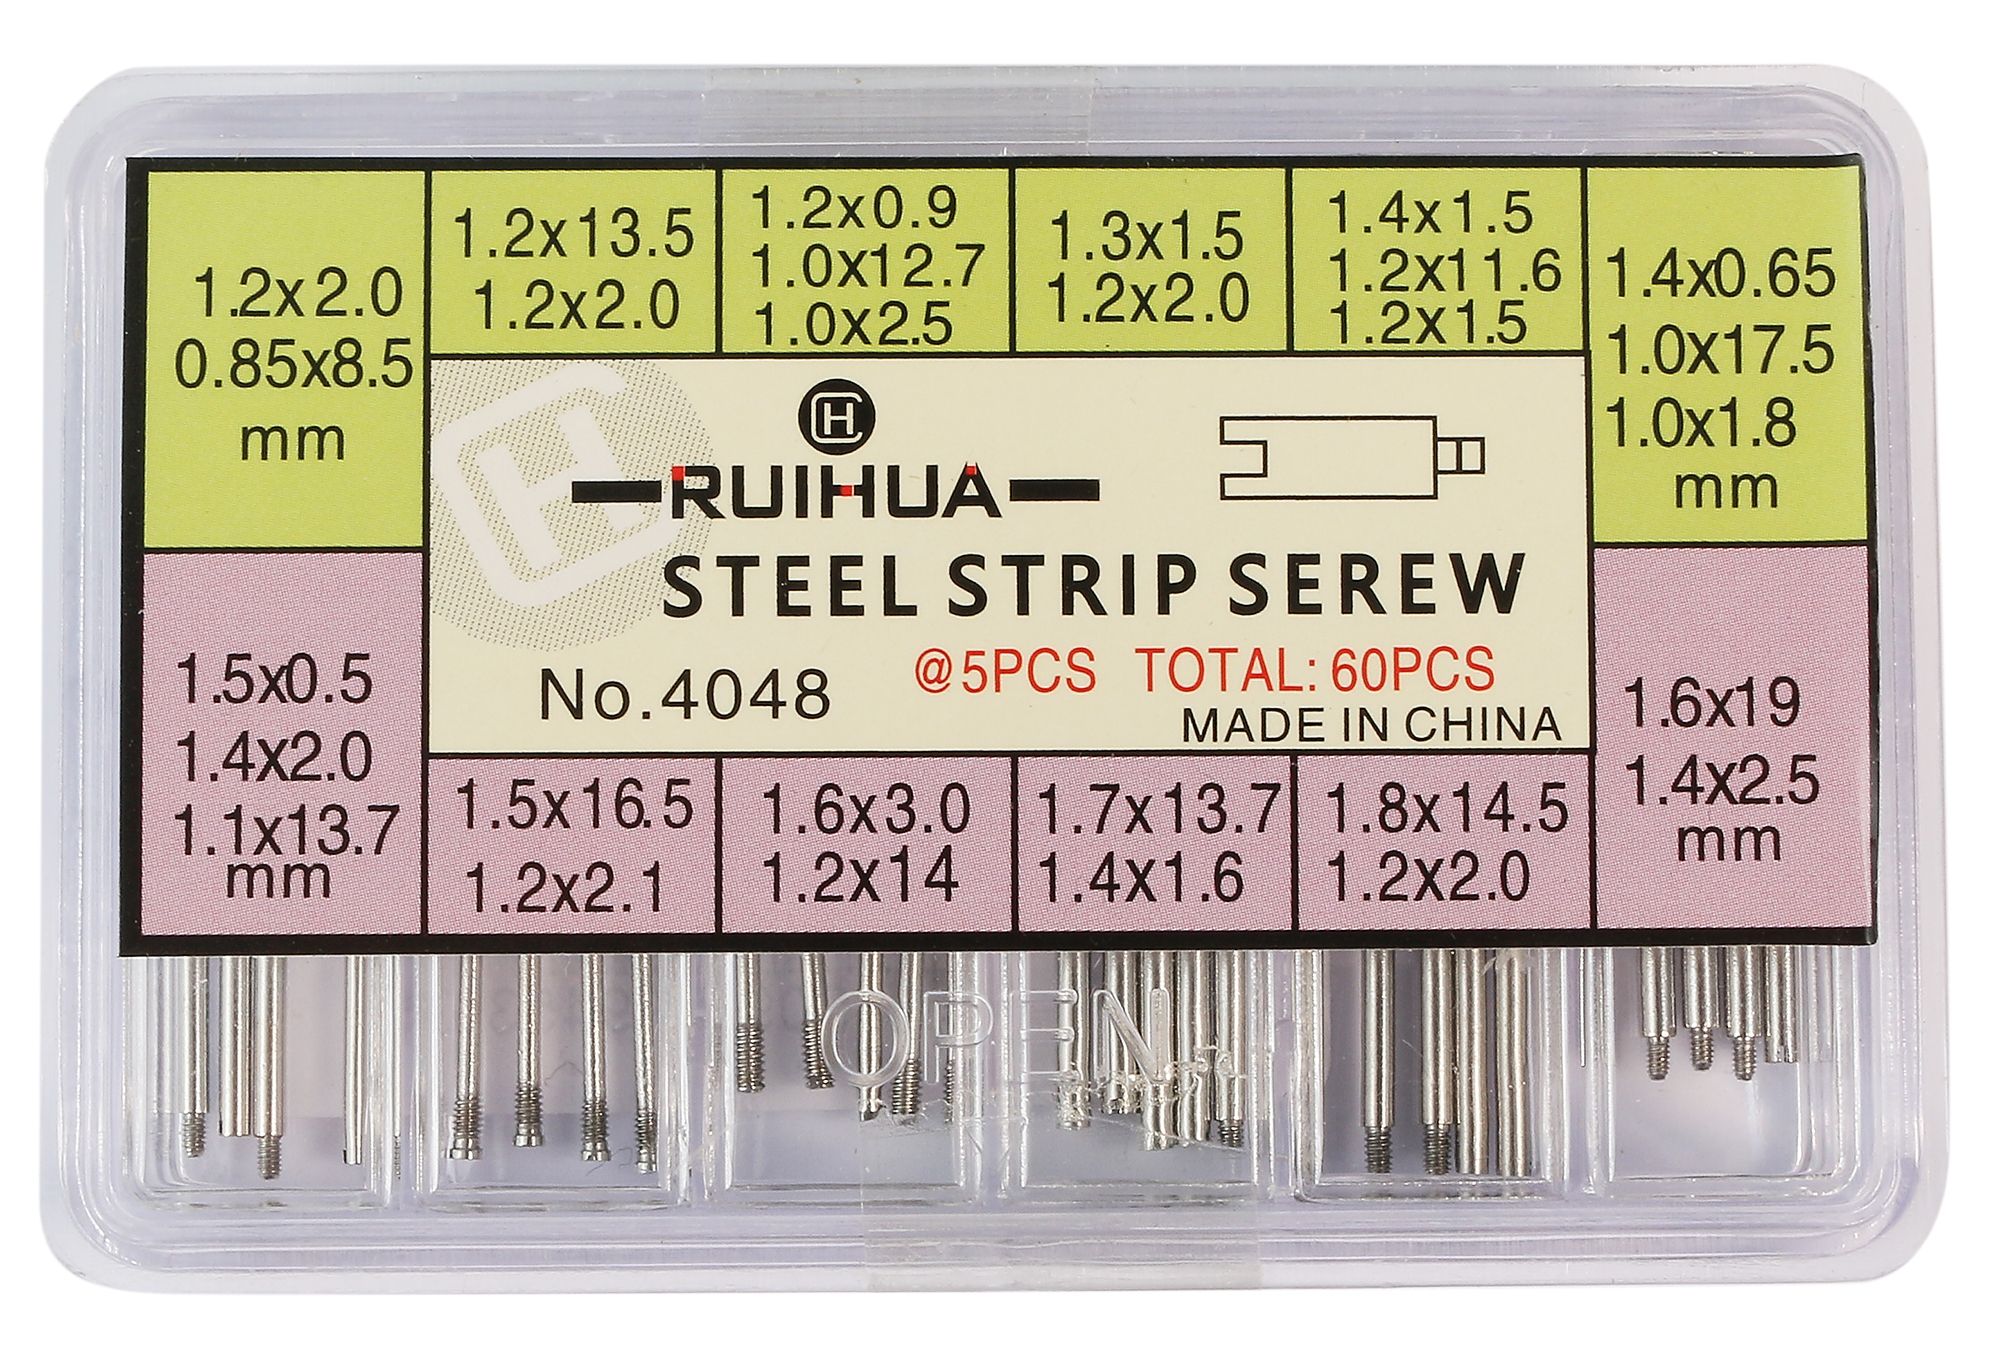 1.2x2.0
0.85x8.5
mm
1.2x13.5
1.2x2.0
1.2x0.9
1.0x12.7
1.0x2.5
1.3x1.5
1.2x2.0
1.4x1.5
1.2x11.6
1.2x1.5
1.4x0.65
1.0x17.5
1.0x1.8
mm
CH
RUIHUA
STEEL STRIP SEREW
No.4048
@5PCS TOTAL:60PCS
MADE IN CHINA
1.5x0.5
1.4x2.0
1.1x13.7
mm
1.5x16.5
1.2x2.1
1.6x3.0
1.2x14
1.7x13.7
1.4x1.6
1.8x14.5
1.2x2.0
1.6x19
1.4x2.5
mm
OPEN